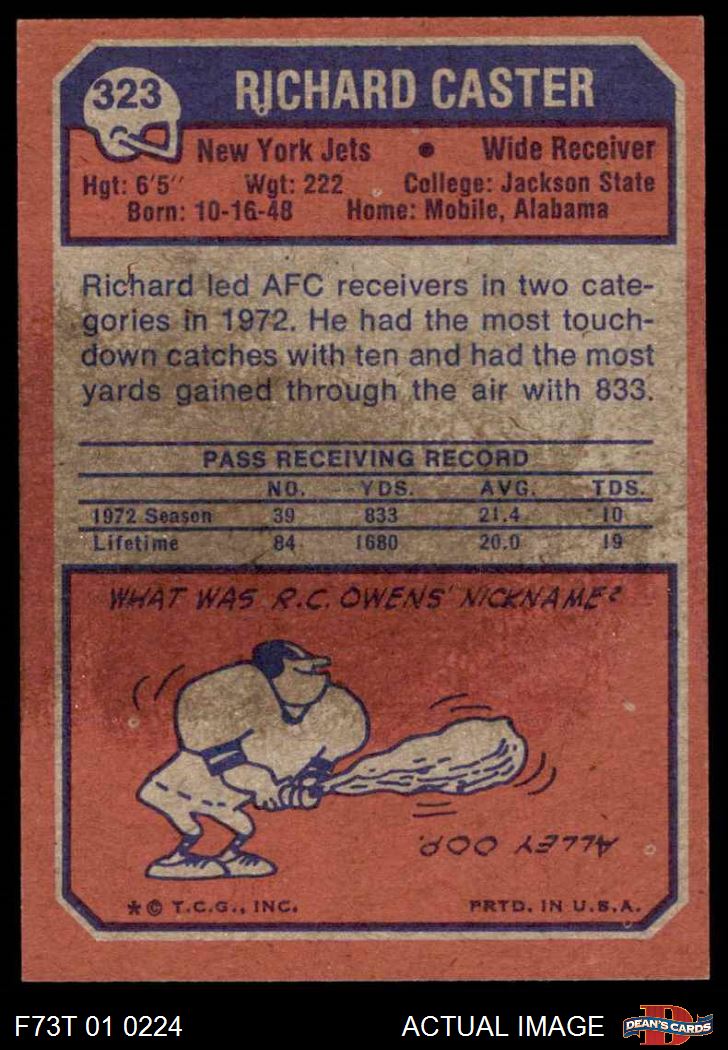 323
RICHARD CASTER
New York Jets • Wide Receiver
Hgt: 6'5" Wgt: 222 College: Jackson State
Born: 10-16-48 Home: Mobile, Alabama
Richard led AFC receivers in two cate-
gories in 1972. He had the most touch-
down catches with ten and had the most
yards gained through the air with 833.
PASS RECEIVING RECORD
NO. YDS. AVG. TDS.
1972 Season 39 833 21.4 10
Lifetime 84 1680 20.0 19
WHAT WAS R.C. OWENS' NICKNAME?
ALLEY OOP.
* © T.C.G., INC. PRTD. IN U.S.A.
F73T 01 0224 ACTUAL IMAGE DEAN'S CARDS